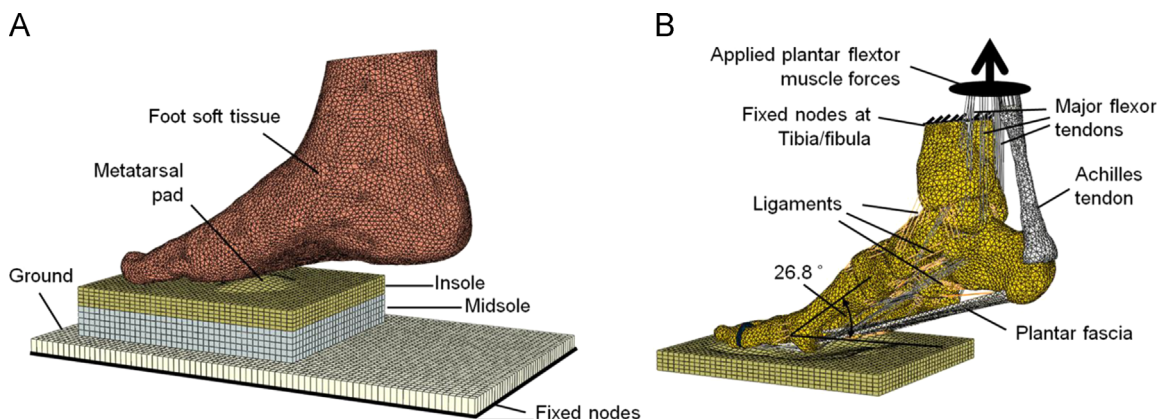 A
Foot soft tissue
Metatarsal
pad
Ground
Insole
Midsole
Fixed nodes
B
Applied plantar flextor
muscle forces
Fixed nodes at
Tibia/fibula
Major flexor
tendons
Achilles
tendon
Ligaments
26.8°
Plantar fascia